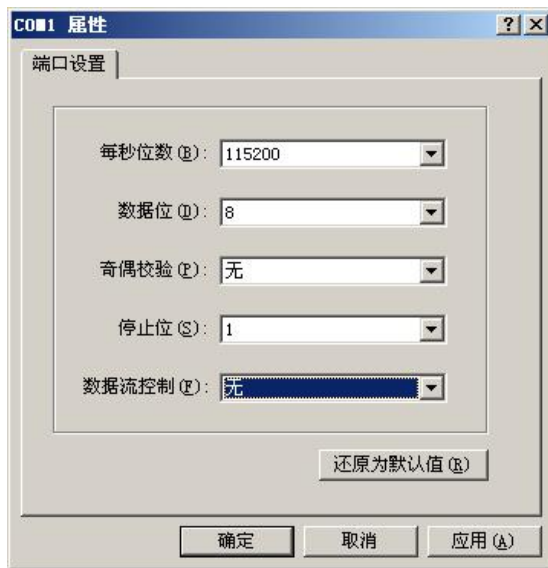 COM1 属性
端口设置
每秒位数(B): 115200
数据位(D): 8
奇偶校验(P): 无
停止位(S): 1
数据流控制(F): 无
还原为默认值(R)
确定 取消 应用(A)